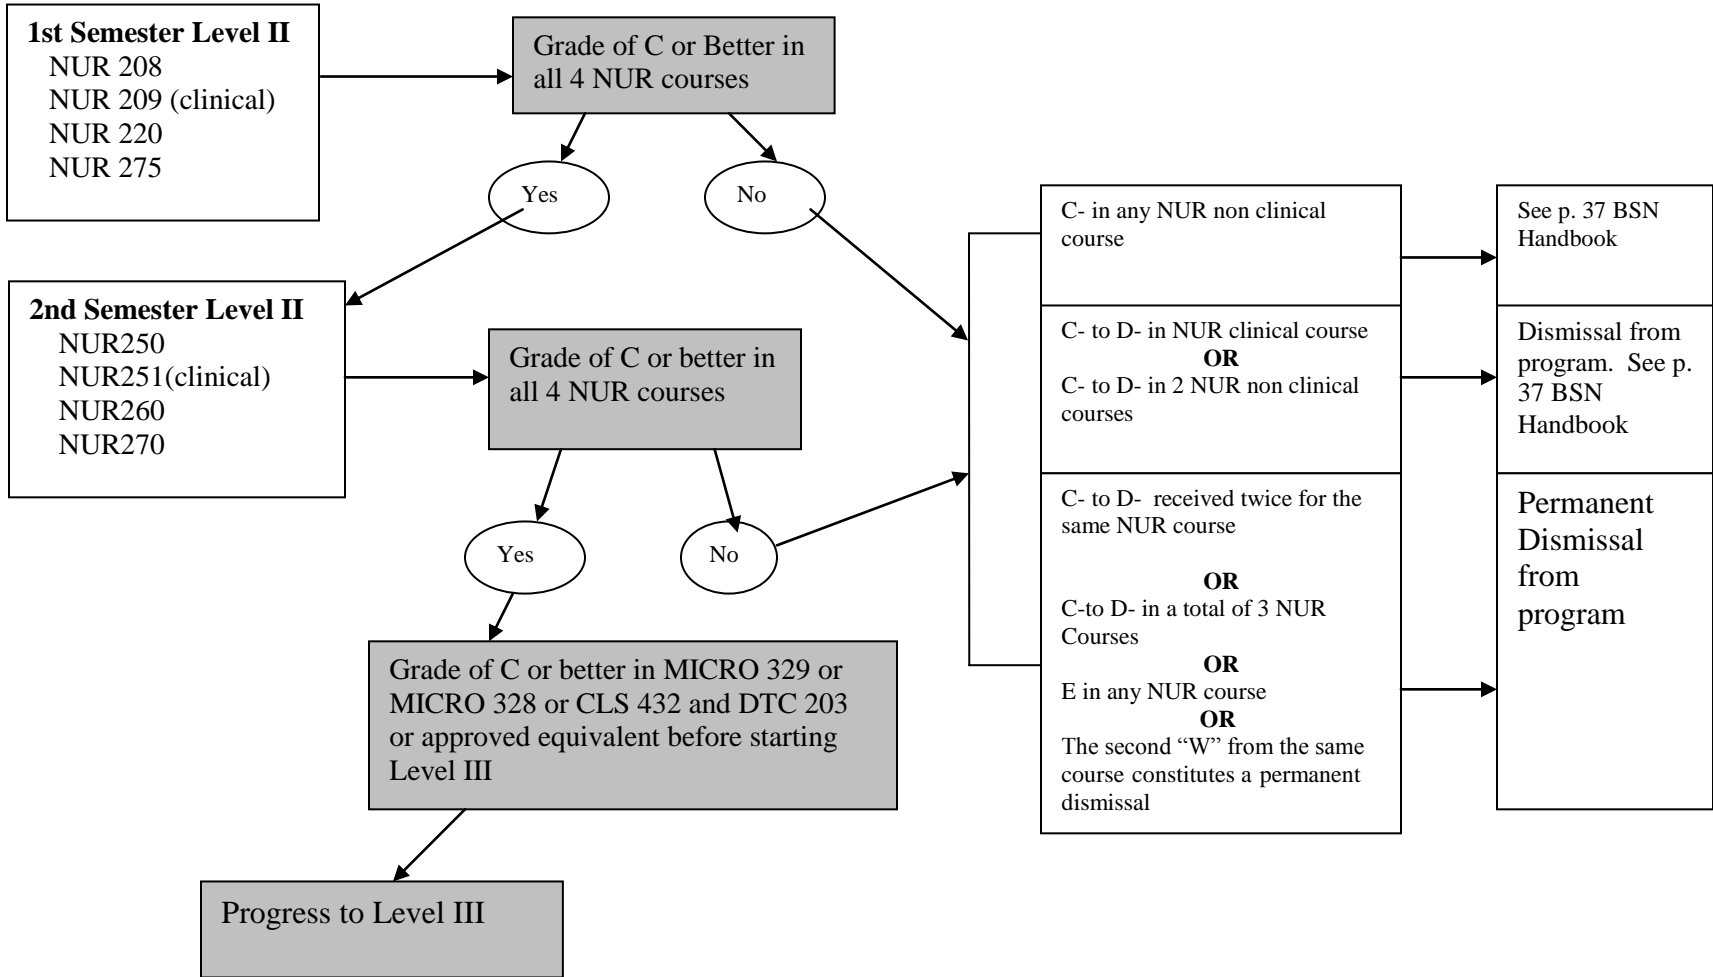 1st Semester Level II
NUR 208
NUR 209 (clinical)
NUR 220
NUR 275
Grade of C or Better in
all 4 NUR courses
Yes
No
2nd Semester Level II
NUR250
NUR251(clinical)
NUR260
NUR270
Grade of C or better in
all 4 NUR courses
Yes
No
Grade of C or better in MICRO 329 or
MICRO 328 or CLS 432 and DTC 203
or approved equivalent before starting
Level III
Progress to Level III
C- in any NUR non clinical
course
See p. 37 BSN
Handbook
C- to D- in NUR clinical course
OR
C- to D- in 2 NUR non clinical
courses
Dismissal from
program.  See p.
37 BSN
Handbook
C- to D-  received twice for the
same NUR course
OR
C-to D- in a total of 3 NUR
Courses
OR
E in any NUR course
OR
The second “W” from the same
course constitutes a permanent
dismissal
Permanent
Dismissal
from
program